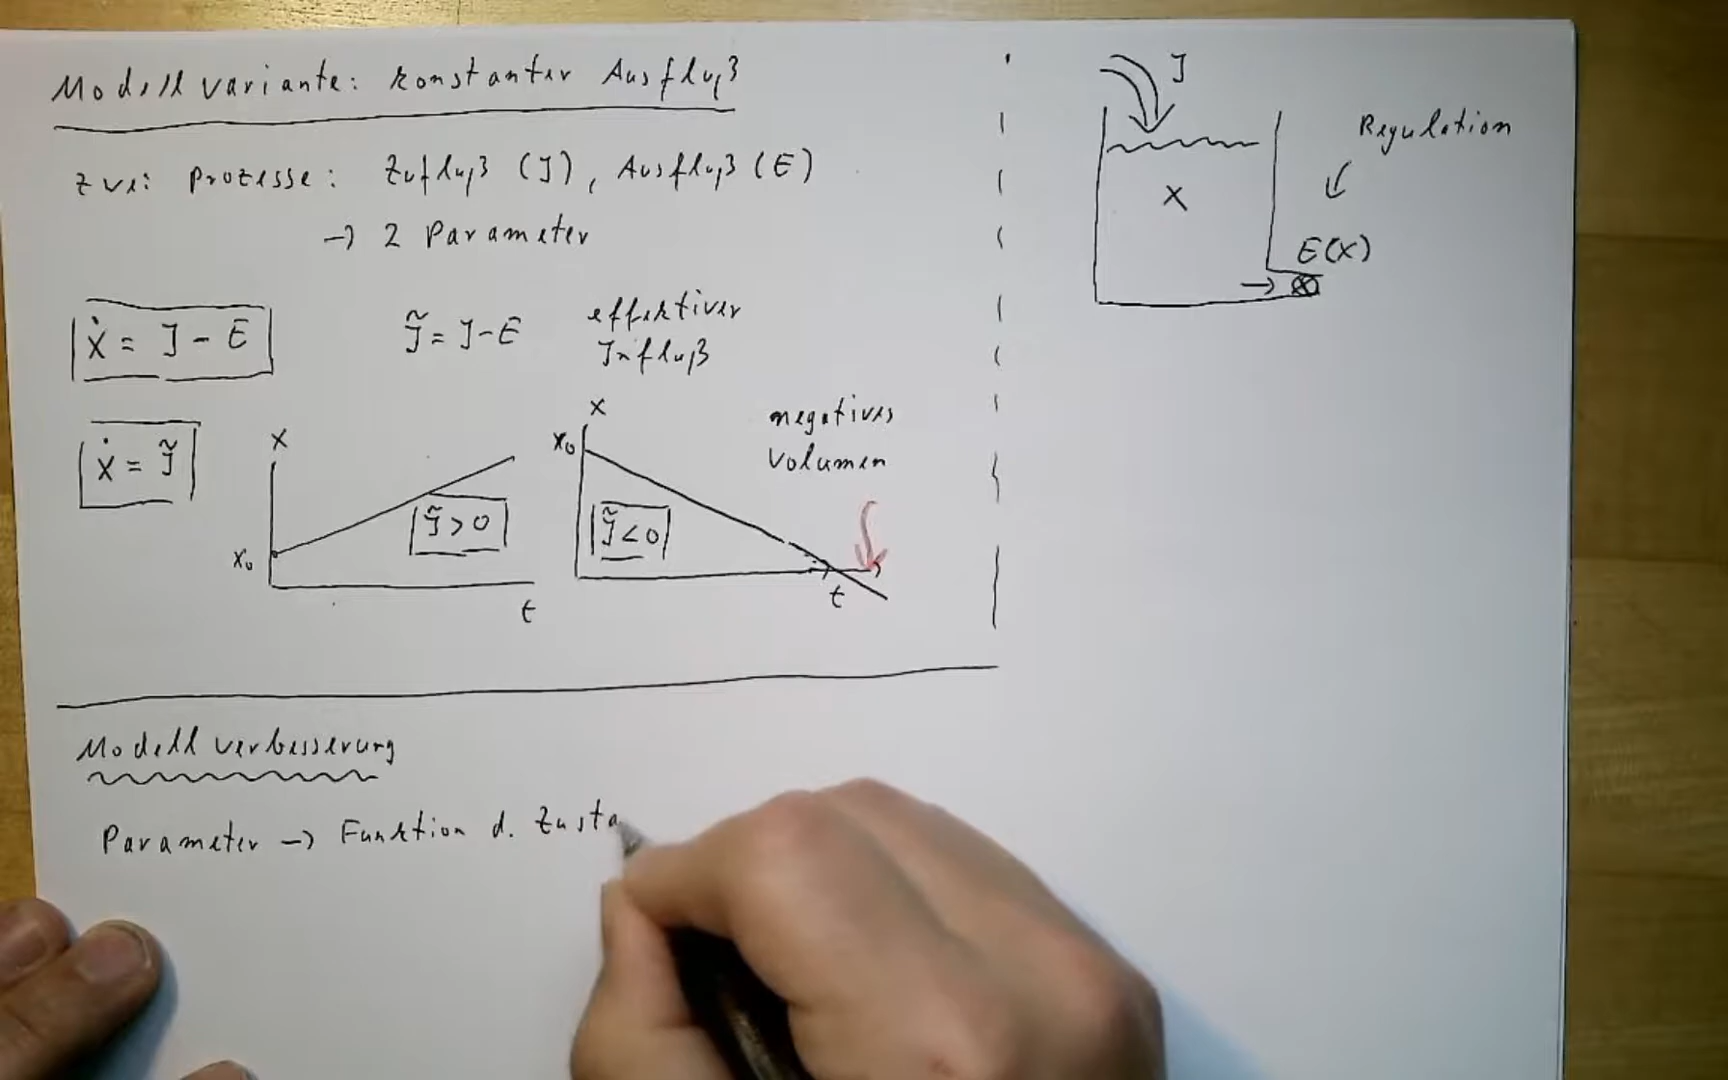 Modellvariante: konstanter Ausfluß
zwei Prozesse: Zufluß (J), Ausfluß (E)
→ 2 Parameter
ẋ = J - E
J̃ = J - E
effektiver
Influß
ẋ = J̃
x
x₀
J̃ > 0
t
x
x₀
J̃ < 0
t
negatives
Volumen
Modellverbesserung
Parameter → Funktion d. Zusta
J
x
Regulation
E(x)